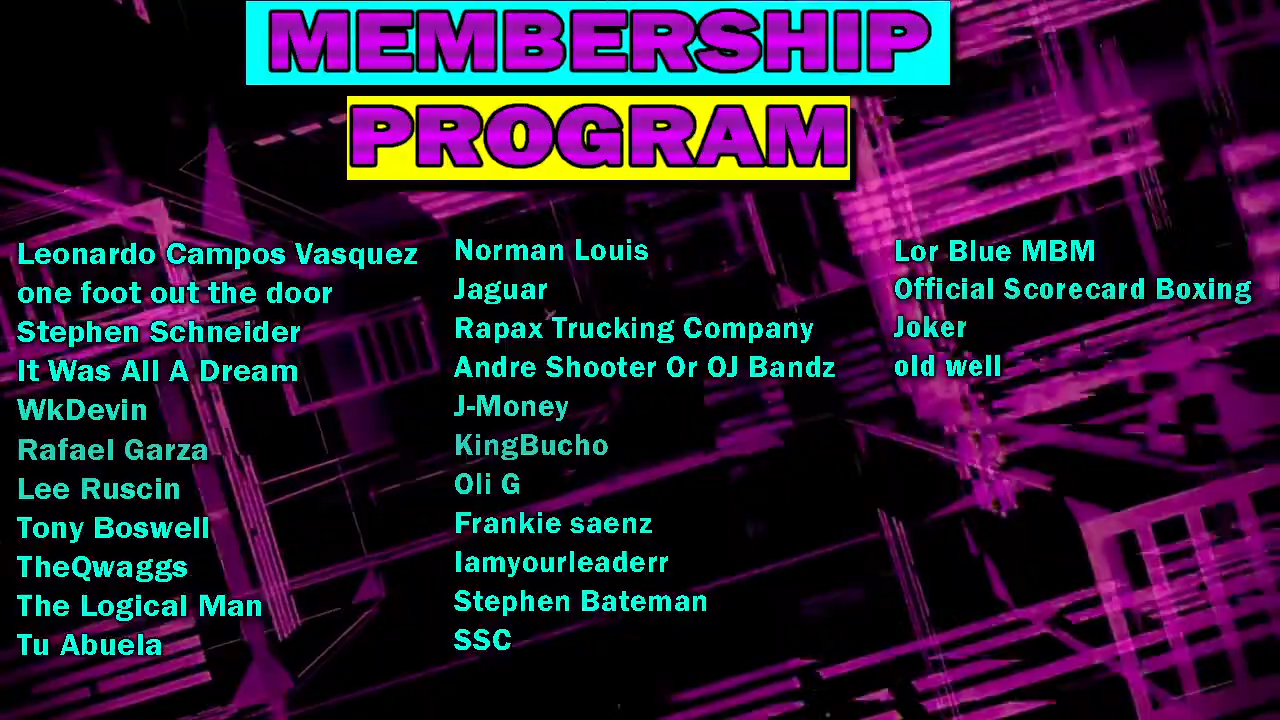 MEMBERSHIP
PROGRAM
Leonardo Campos Vasquez
one foot out the door
Stephen Schneider
It Was All A Dream
WkDevin
Rafael Garza
Lee Ruscin
Tony Boswell
TheQwaggs
The Logical Man
Tu Abuela
Norman Louis
Jaguar
Rapax Trucking Company
Andre Shooter Or OJ Bandz
J-Money
KingBucho
Oli G
Frankie saenz
Iamyourleaderr
Stephen Bateman
SSC
Lor Blue MBM
Official Scorecard Boxing
Joker
old well